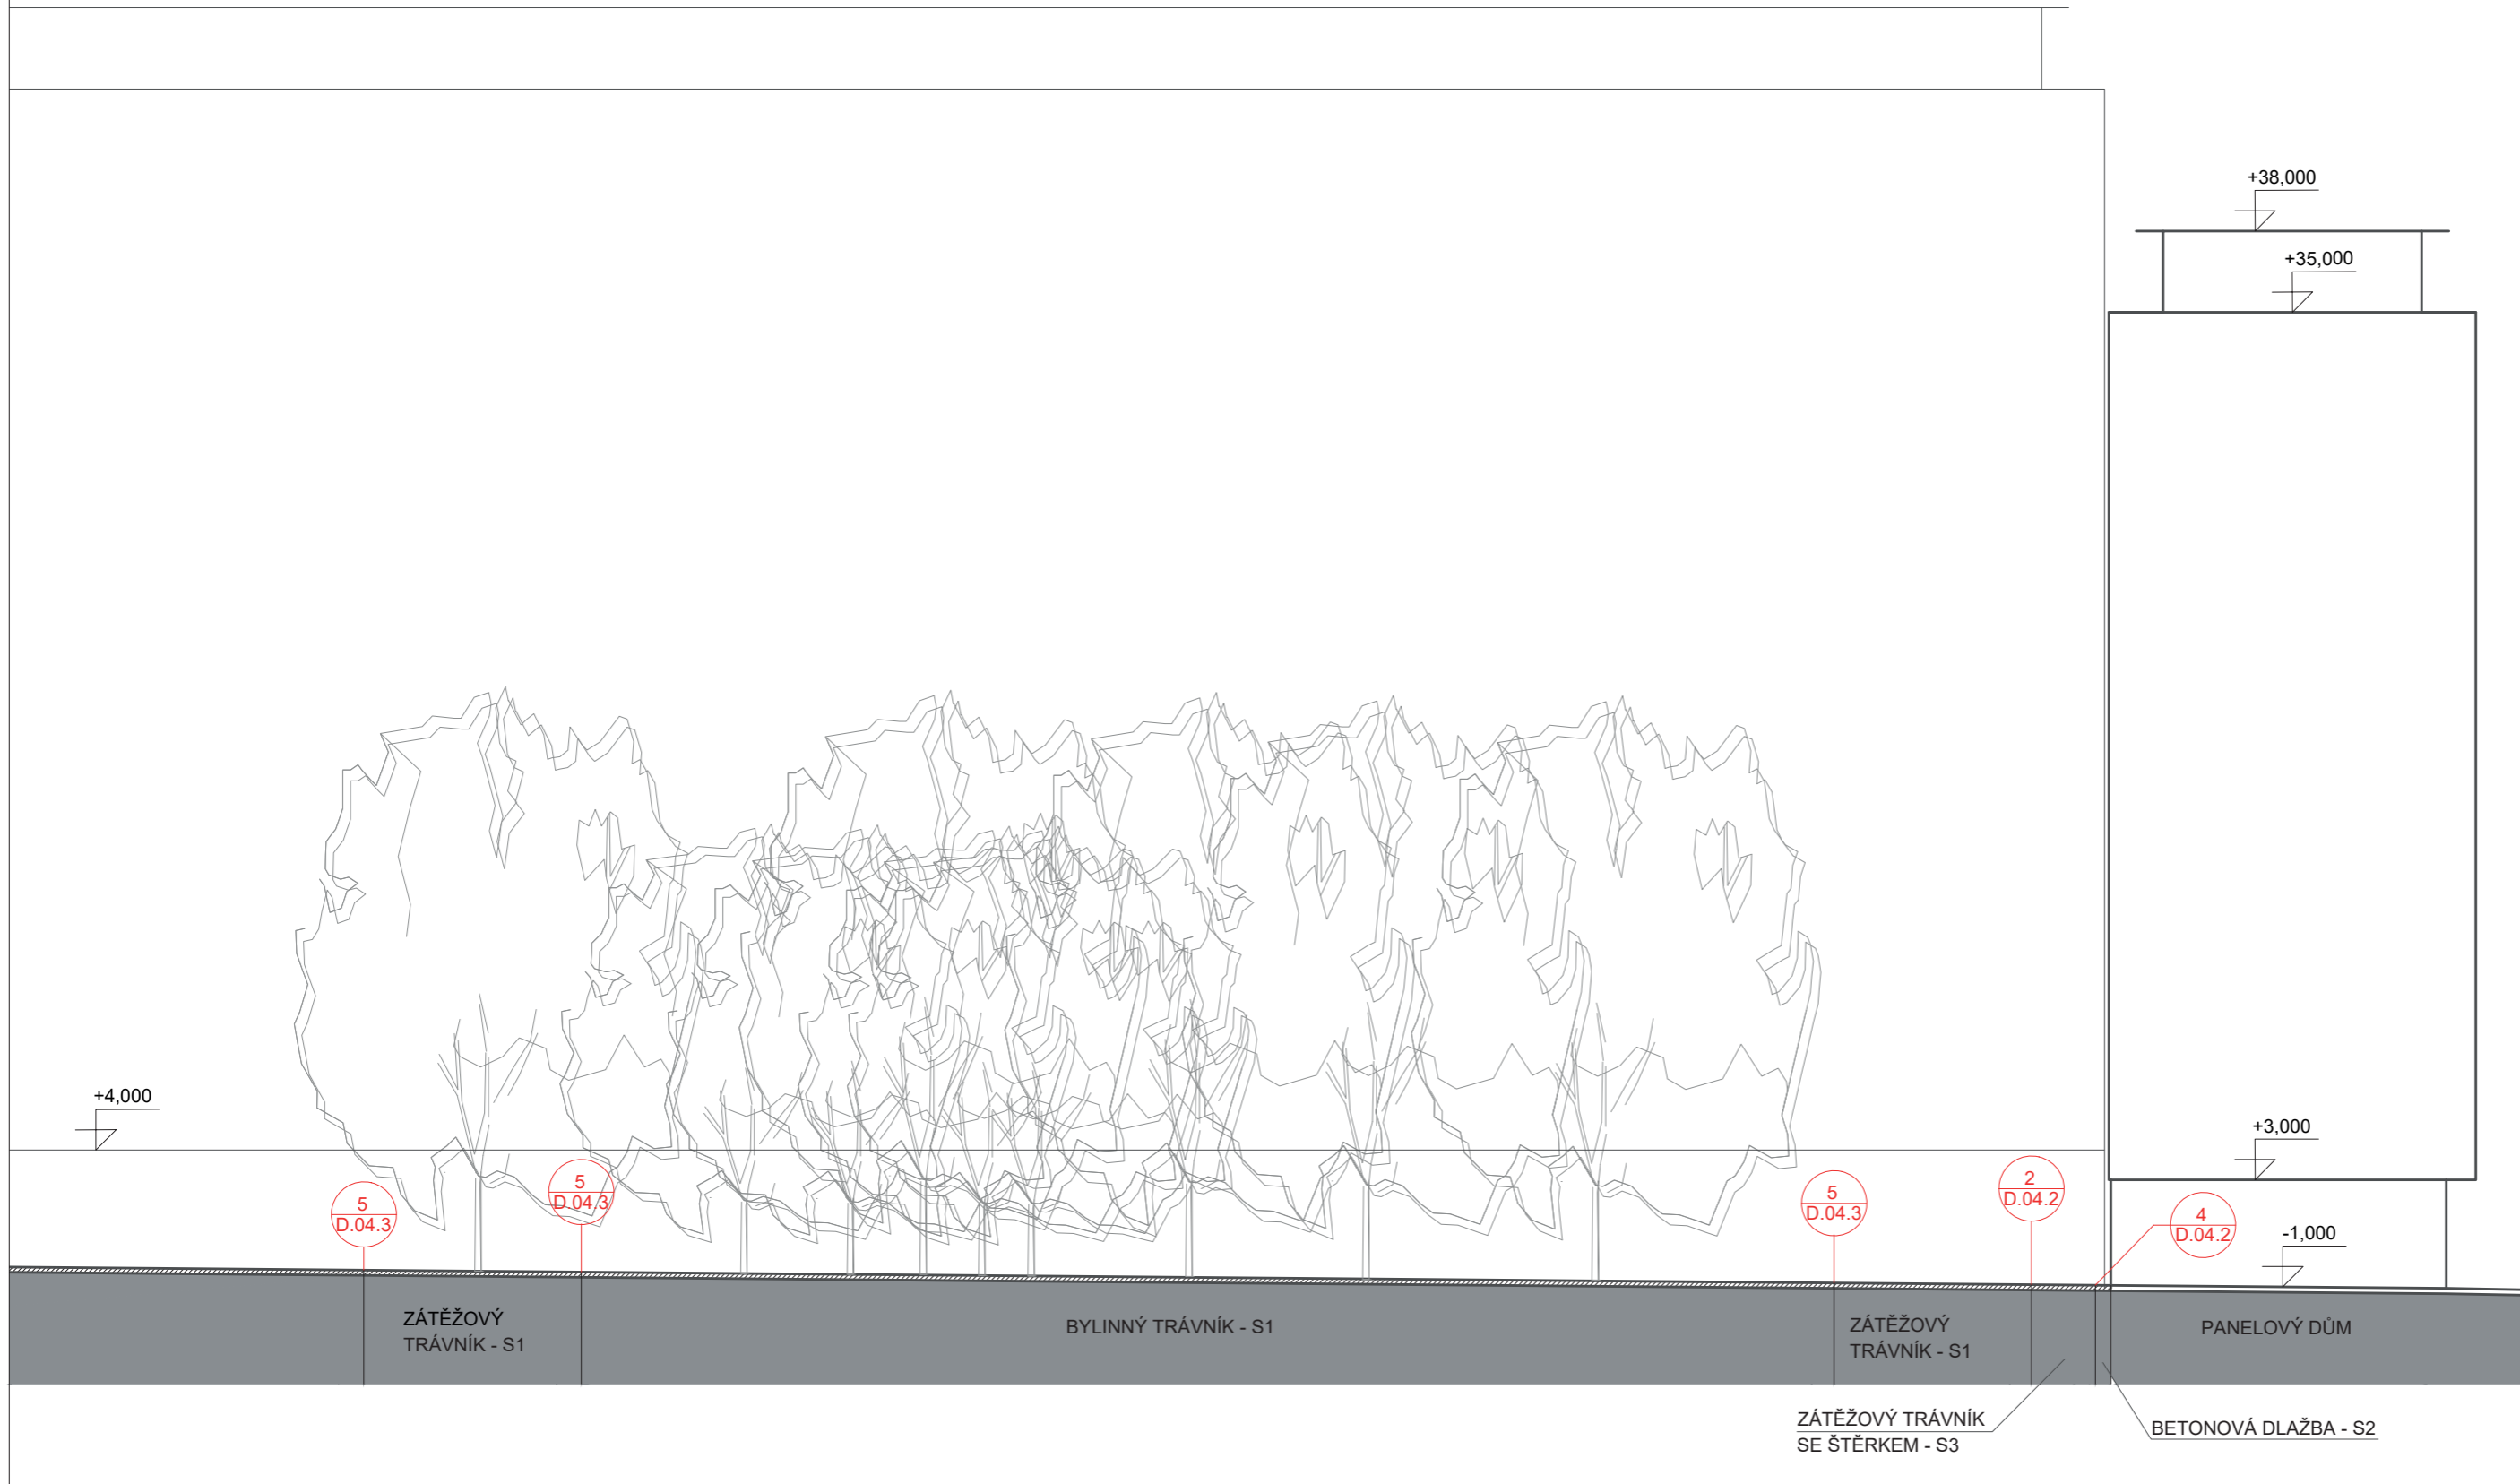 +38,000
+35,000
+4,000
+3,000
-1,000
5
D.04.3
5
D.04.3
5
D.04.3
2
D.04.2
4
D.04.2
ZÁTĚŽOVÝ
TRÁVNÍK - S1
BYLINNÝ TRÁVNÍK - S1
ZÁTĚŽOVÝ
TRÁVNÍK - S1
PANELOVÝ DŮM
ZÁTĚŽOVÝ TRÁVNÍK
SE ŠTĚRKEM - S3
BETONOVÁ DLAŽBA - S2